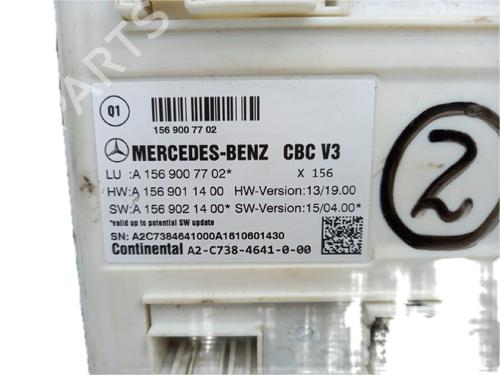 Q1
156 900 77 02
MERCEDES-BENZ CBC V3
LU :A 156 900 77 02* X 156
HW:A 156 901 14 00 HW-Version:13/19.00
SW:A 156 902 14 00* SW-Version:15/04.00*
*valid up to potential SW update
SN: A2C7384641000A1610601430
Continental A2-C738-4641-0-00
2